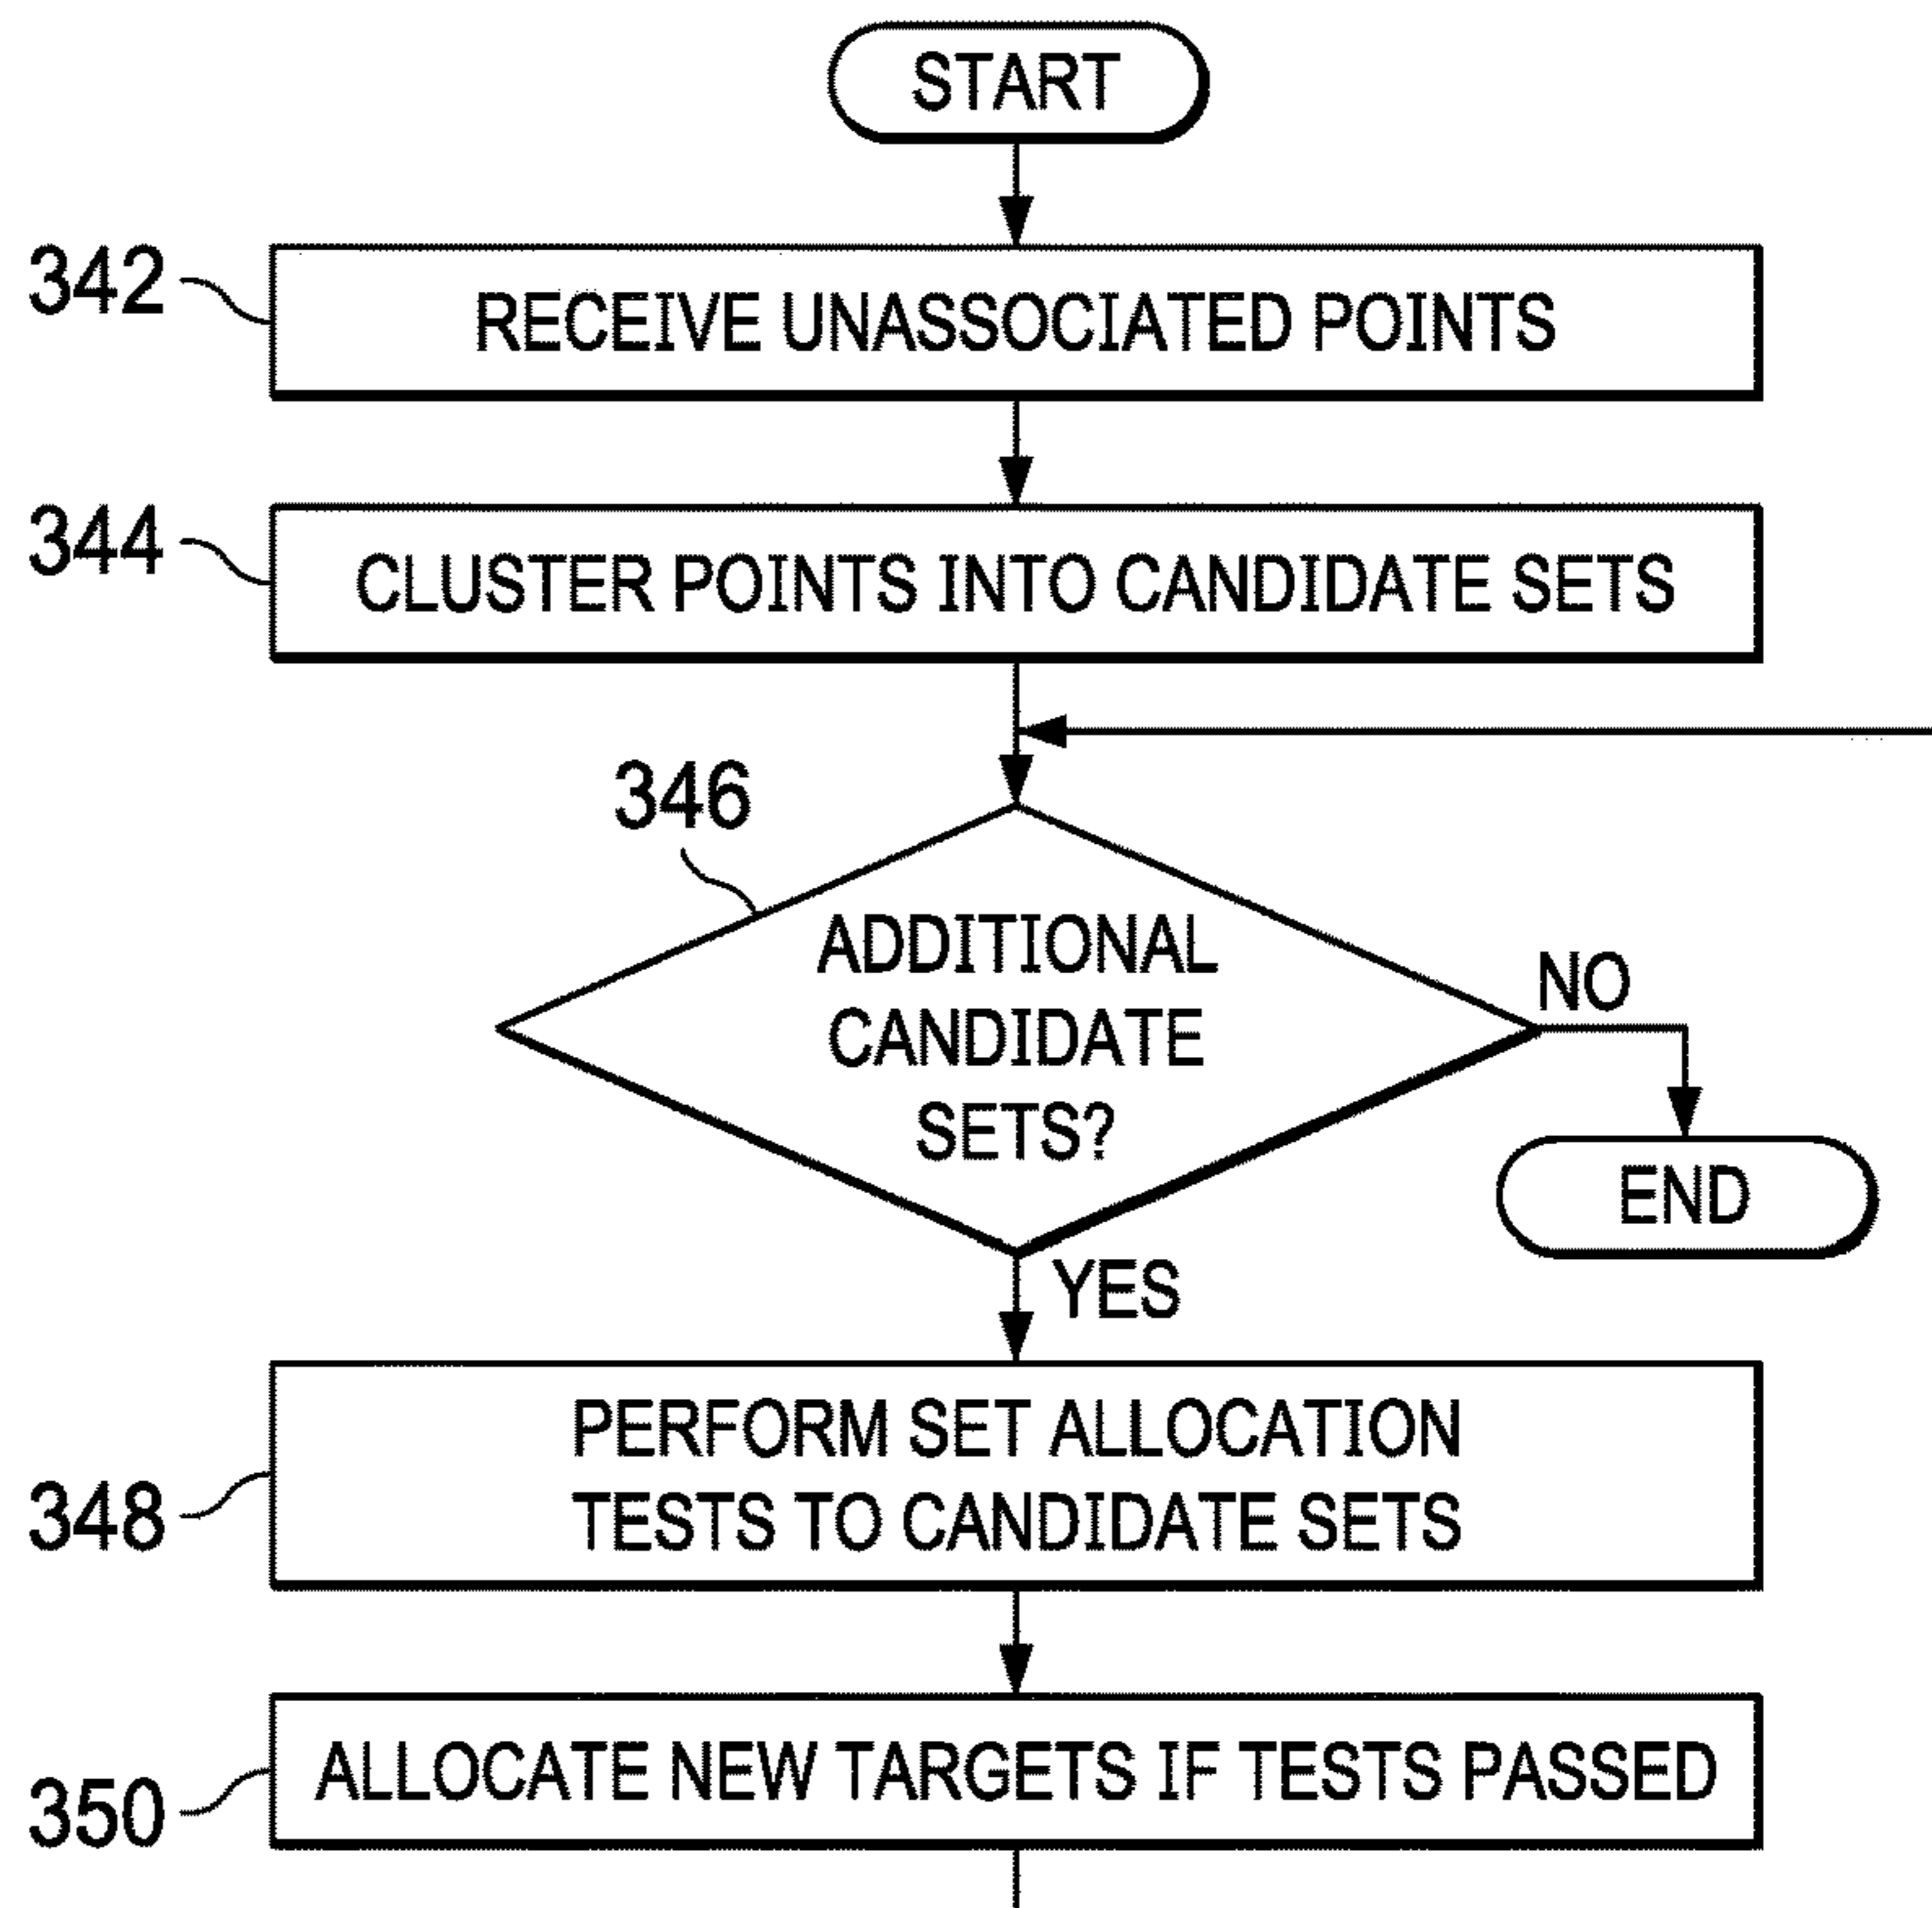 START
342
RECEIVE UNASSOCIATED POINTS
344
CLUSTER POINTS INTO CANDIDATE SETS
346
ADDITIONAL
CANDIDATE
SETS?
NO
END
YES
348
PERFORM SET ALLOCATION
TESTS TO CANDIDATE SETS
350
ALLOCATE NEW TARGETS IF TESTS PASSED